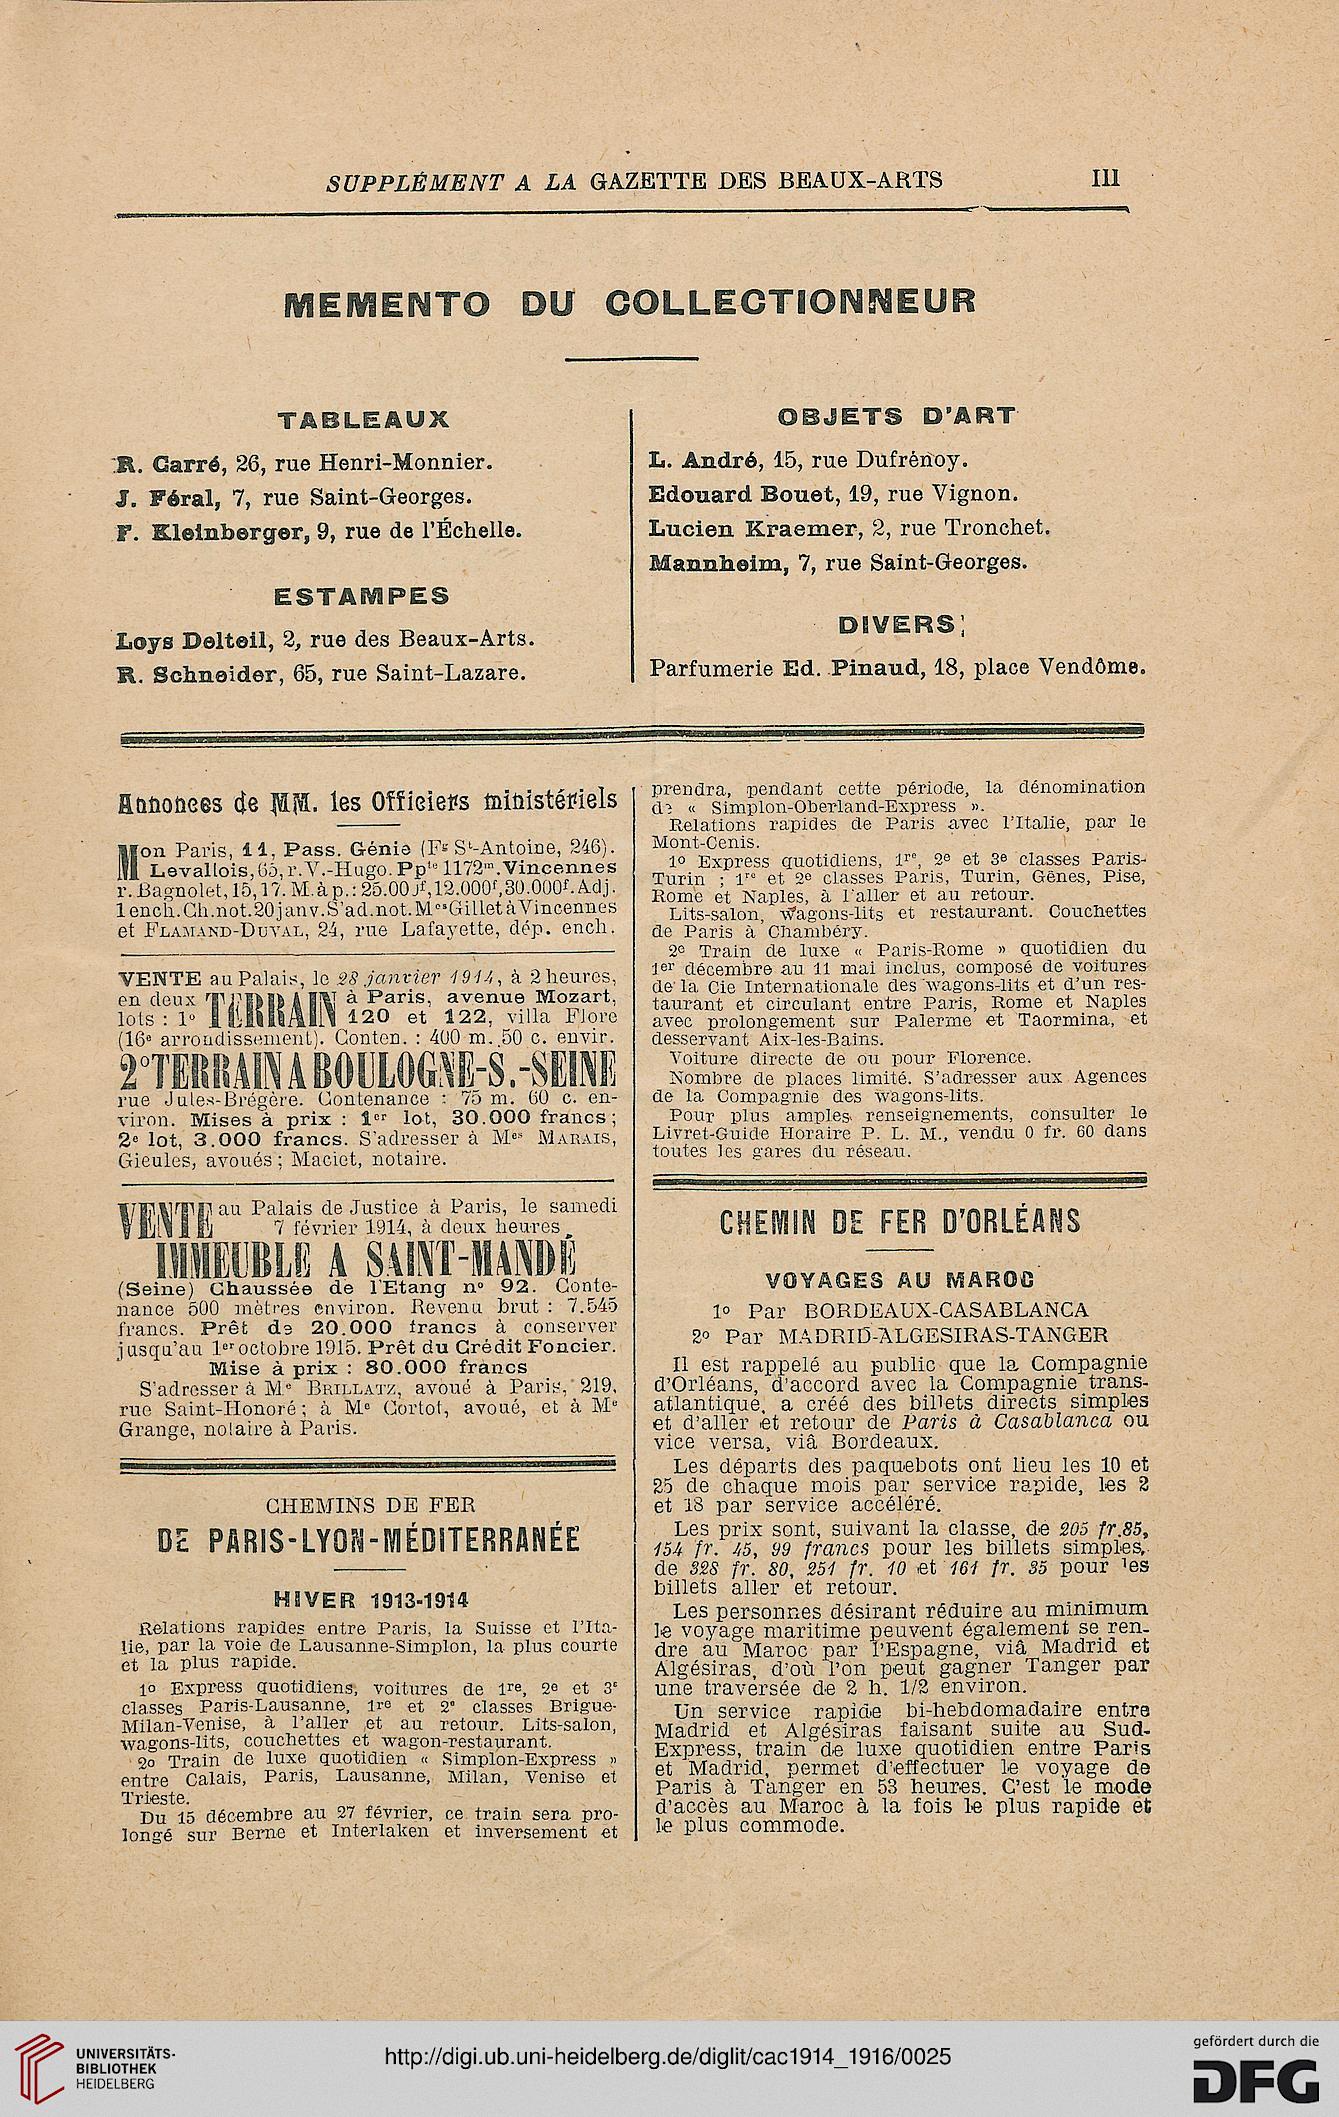 SUPPLÉMENT A LA GAZETTE DES BEAUX-ARTS III
MEMENTO DU COLLECTIONNEUR
TABLEAUX
R. Carré, 26, rue Henri-Monnier.
J. Féral, 7, rue Saint-Georges.
F. Kleinberger, 9, rue de l'Échelle.
ESTAMPES
Loys Delteil, 2, rue des Beaux-Arts.
R. Schneider, 65, rue Saint-Lazare.
OBJETS D'ART
L. André, 15, rue Dufrénoy.
Edouard Bouet, 19, rue Vignon.
Lucien Kraemer, 2, rue Tronchet.
Mannheim, 7, rue Saint-Georges.
DIVERS
Parfumerie Ed. Pinaud, 18, place Vendôme.
Annonces de MM. les Officiers ministériels
Mon Paris, 11, Pass. Génie (Fg St-Antoine, 246).
Levallois, 65, r. V.-Hugo. Ppté 1172m. Vincennes
r. Bagnolet, 15, 17. M. à p.: 25.000f, 12.000f, 30.000f. Adj.
1 ench. Ch. not. 20 janv. S'ad. not. Mes Gillet à Vincennes
et FLAMAND-DUVAL, 24, rue Lafayette, dép. ench.
VENTE au Palais, le 28 janvier 1914, à 2 heures,
en deux lots : 1° TERRAIN à Paris, avenue Mozart,
120 et 122, villa Flore
(16e arrondissement). Conten. : 400 m. 50 c. envir.
2° TERRAIN A BOULOGNE-S.-SEINE
rue Jules-Brégère. Contenance : 75 m. 60 c. en-
viron. Mises à prix : 1er lot, 30.000 francs;
2e lot, 3.000 francs. S'adresser à Mes MARAIS,
Gieules, avoués; Maciet, notaire.
VENTE au Palais de Justice à Paris, le samedi
7 février 1914, à deux heures,
IMMEUBLE A SAINT-MANDÉ
(Seine) Chaussée de l'Etang n° 92. Conte-
nance 500 mètres environ. Revenu brut : 7.545
francs. Prêt de 20.000 francs à conserver
jusqu'au 1er octobre 1915. Prêt du Crédit Foncier.
Mise à prix : 80.000 francs
S'adresser à Me BRILLATZ, avoué à Paris, 219,
rue Saint-Honoré; à Me Cortot, avoué, et à Me
Grange, notaire à Paris.
CHEMINS DE FER
DE PARIS-LYON-MÉDITERRANÉE
HIVER 1913-1914
Relations rapides entre Paris, la Suisse et l'Ita-
lie, par la voie de Lausanne-Simplon, la plus courte
et la plus rapide.
1o Express quotidiens, voitures de 1re, 2e et 3e
classes Paris-Lausanne, 1re et 2e classes Brigue-
Milan-Venise, à l'aller et au retour. Lits-salon,
wagons-lits, couchettes et wagon-restaurant.
2o Train de luxe quotidien « Simplon-Express »
entre Calais, Paris, Lausanne, Milan, Venise et
Trieste.
Du 15 décembre au 27 février, ce train sera pro-
longé sur Berne et Interlaken et inversement et
prendra, pendant cette période, la dénomination
de « Simplon-Oberland-Express ».
Relations rapides de Paris avec l'Italie, par le
Mont-Cenis.
1o Express quotidiens, 1re, 2e et 3e classes Paris-
Turin ; 1re et 2e classes Paris, Turin, Gênes, Pise,
Rome et Naples, à l'aller et au retour.
Lits-salon, wagons-lits et restaurant. Couchettes
de Paris à Chambéry.
2o Train de luxe « Paris-Rome » quotidien du
1er décembre au 11 mai inclus, composé de voitures
de la Cie Internationale des wagons-lits et d'un res-
taurant et circulant entre Paris, Rome et Naples
avec prolongement sur Palerme et Taormina, et
desservant Aix-les-Bains.
Voiture directe de ou pour Florence.
Nombre de places limité. S'adresser aux Agences
de la Compagnie des wagons-lits.
Pour plus amples renseignements, consulter le
Livret-Guide Horaire P. L. M., vendu 0 fr. 60 dans
toutes les gares du réseau.
CHEMIN DE FER D'ORLÉANS
VOYAGES AU MAROC
1o Par BORDEAUX-CASABLANCA
2o Par MADRID-ALGESIRAS-TANGER
Il est rappelé au public que la Compagnie
d'Orléans, d'accord avec la Compagnie trans-
atlantique, a créé des billets directs simples
et d'aller et retour de Paris à Casablanca ou
vice versa, viâ Bordeaux.
Les départs des paquebots ont lieu les 10 et
25 de chaque mois par service rapide, les 2
et 18 par service accéléré.
Les prix sont, suivant la classe, de 205 fr.85,
154 fr. 45, 99 francs pour les billets simples,
de 328 fr. 80, 251 fr. 10 et 161 fr. 35 pour les
billets aller et retour.
Les personnes désirant réduire au minimum
le voyage maritime peuvent également se ren-
dre au Maroc par l'Espagne, viâ Madrid et
Algésiras, d'où l'on peut gagner Tanger par
une traversée de 2 h. 1/2 environ.
Un service rapide bi-hebdomadaire entre
Madrid et Algésiras faisant suite au Sud-
Express, train de luxe quotidien entre Paris
et Madrid, permet d'effectuer le voyage de
Paris à Tanger en 53 heures. C'est le mode
d'accès au Maroc à la fois le plus rapide et
le plus commode.
UNIVERSITÄTS-
BIBLIOTHEK
HEIDELBERG
http://digi.ub.uni-heidelberg.de/diglit/cac1914_1916/0025
gefördert durch die
DFG